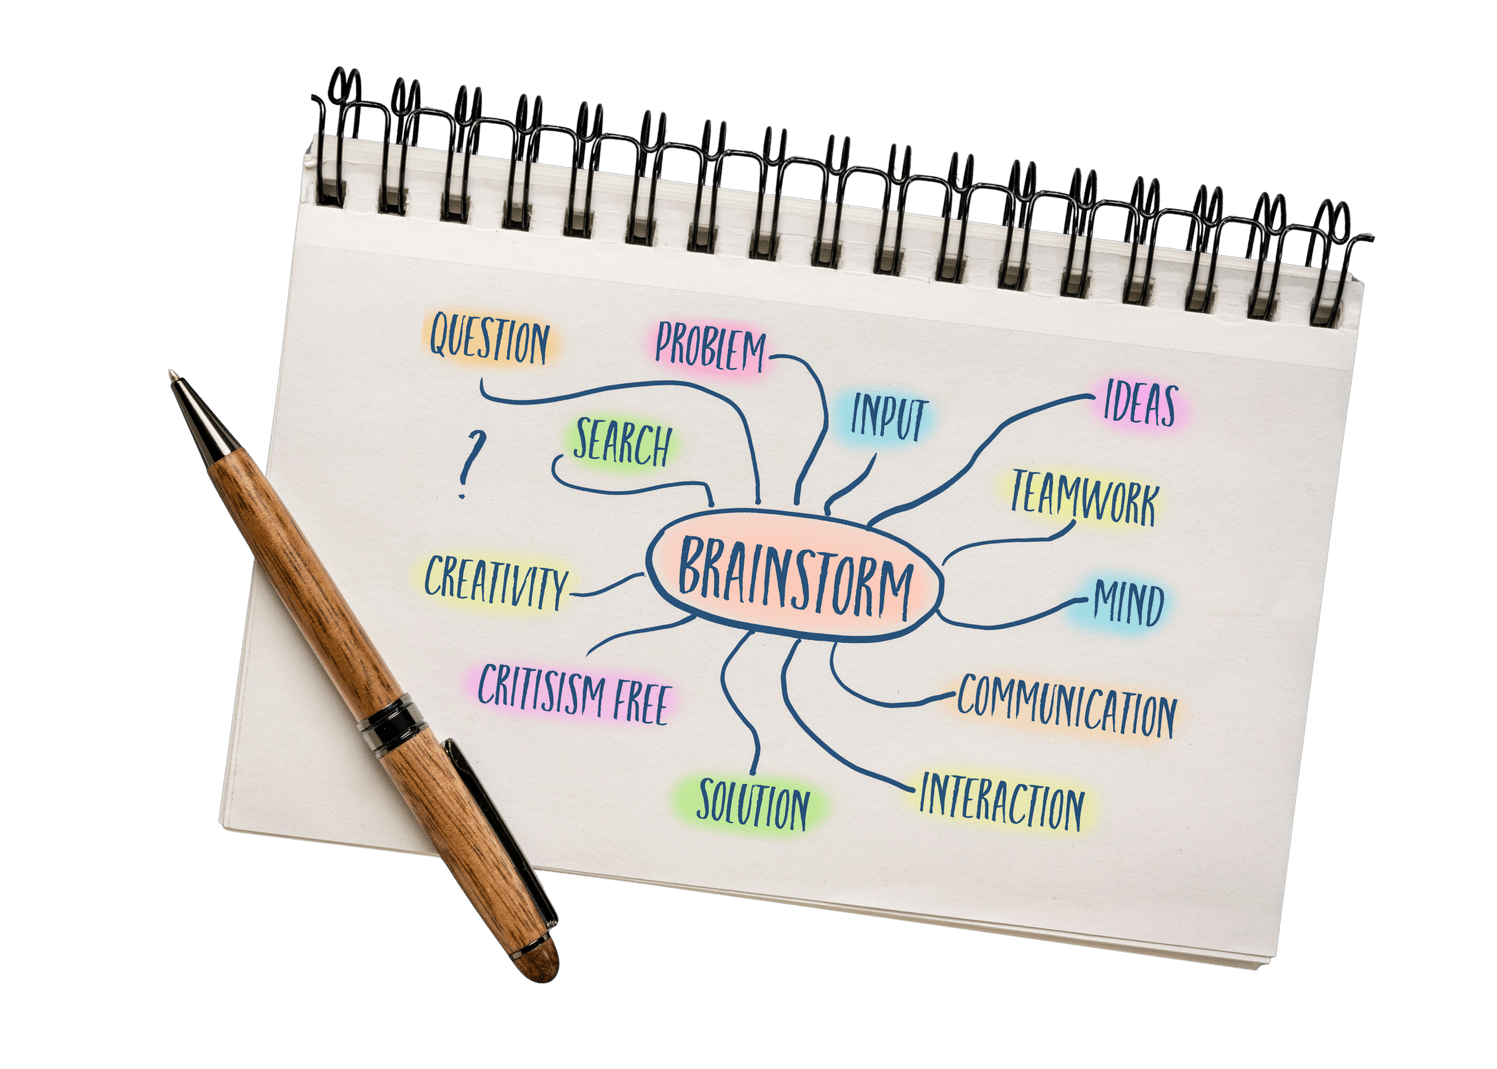 QUESTION
PROBLEM
INPUT
IDEAS
SEARCH
?
TEAMWORK
BRAINSTORM
CREATIVITY
MIND
CRITISISM FREE
COMMUNICATION
SOLUTION
INTERACTION